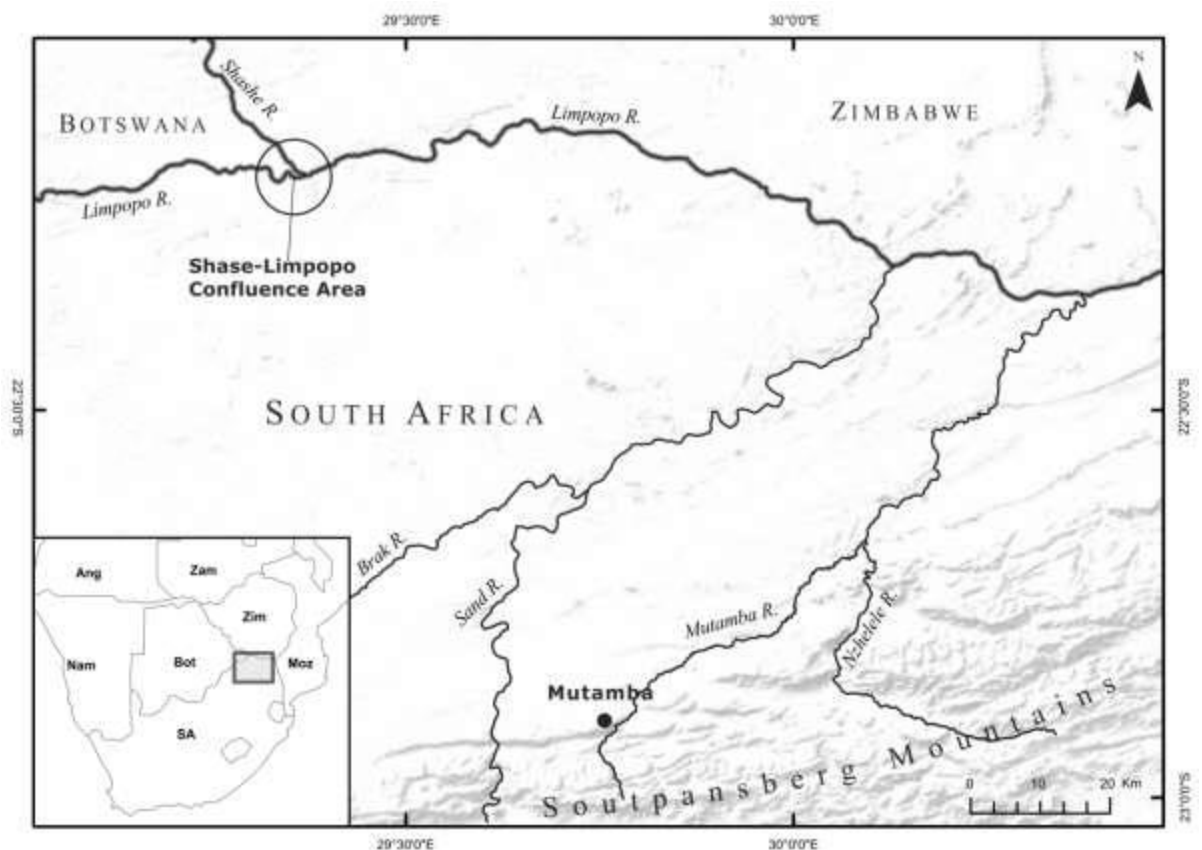 29°30'0"E
30°0'0"E
N
Shashe R.
BOTSWANA
Limpopo R.
ZIMBABWE
Limpopo R.
Shase-Limpopo
Confluence Area
22°30'0"S
22°30'0"S
SOUTH AFRICA
Brak R.
Sand R.
Mutamba R.
Nzhelele R.
Mutamba
Soutpansberg Mountains
Ang
Zam
Zim
Nam
Bot
Moz
SA
0 10 20 Km
23°0'0"S
29°30'0"E
30°0'0"E